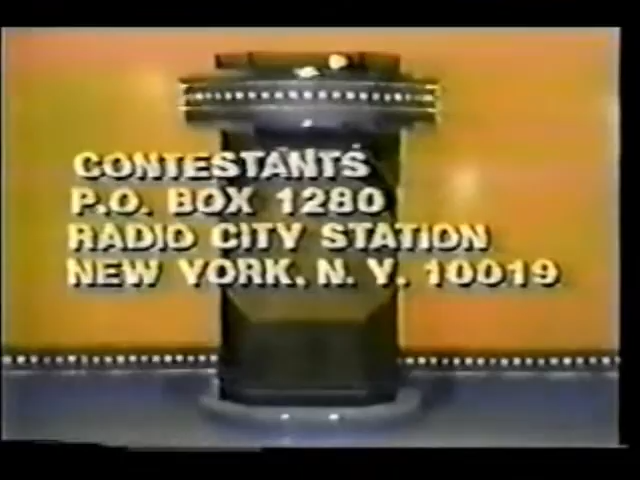 CONTESTANTS
P.O. BOX 1280
RADIO CITY STATION
NEW YORK, N. Y. 10019